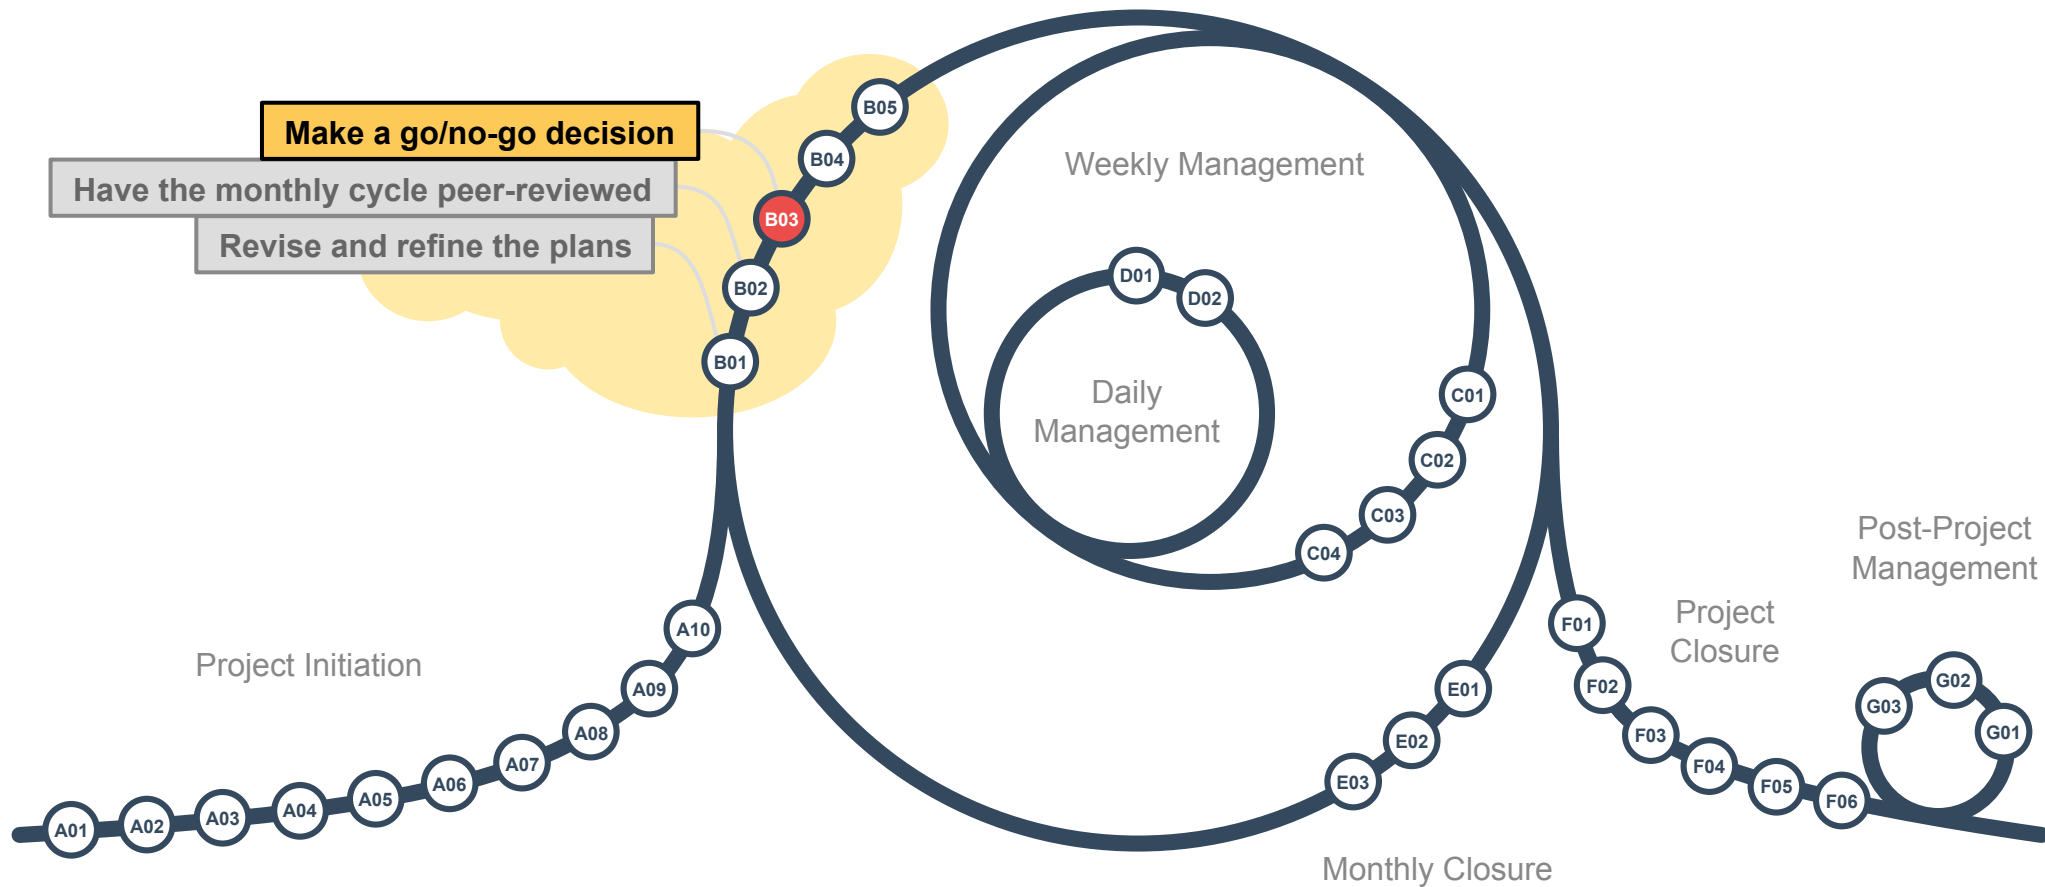 Make a go/no-go decision
Have the monthly cycle peer-reviewed
Revise and refine the plans
B05
B04
B03
B02
B01
Weekly Management
D01
D02
Daily
Management
C01
C02
C03
C04
Project Initiation
A10
A09
A08
A07
A06
A05
A04
A03
A02
A01
E01
E02
E03
Monthly Closure
F01
F02
F03
F04
F05
F06
Project
Closure
Post-Project
Management
G03
G02
G01